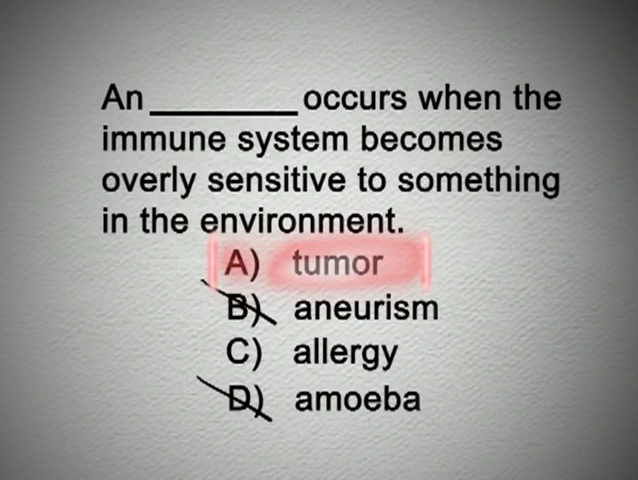 An ________ occurs when the
immune system becomes
overly sensitive to something
in the environment.
A) tumor
B) aneurism
C) allergy
D) amoeba